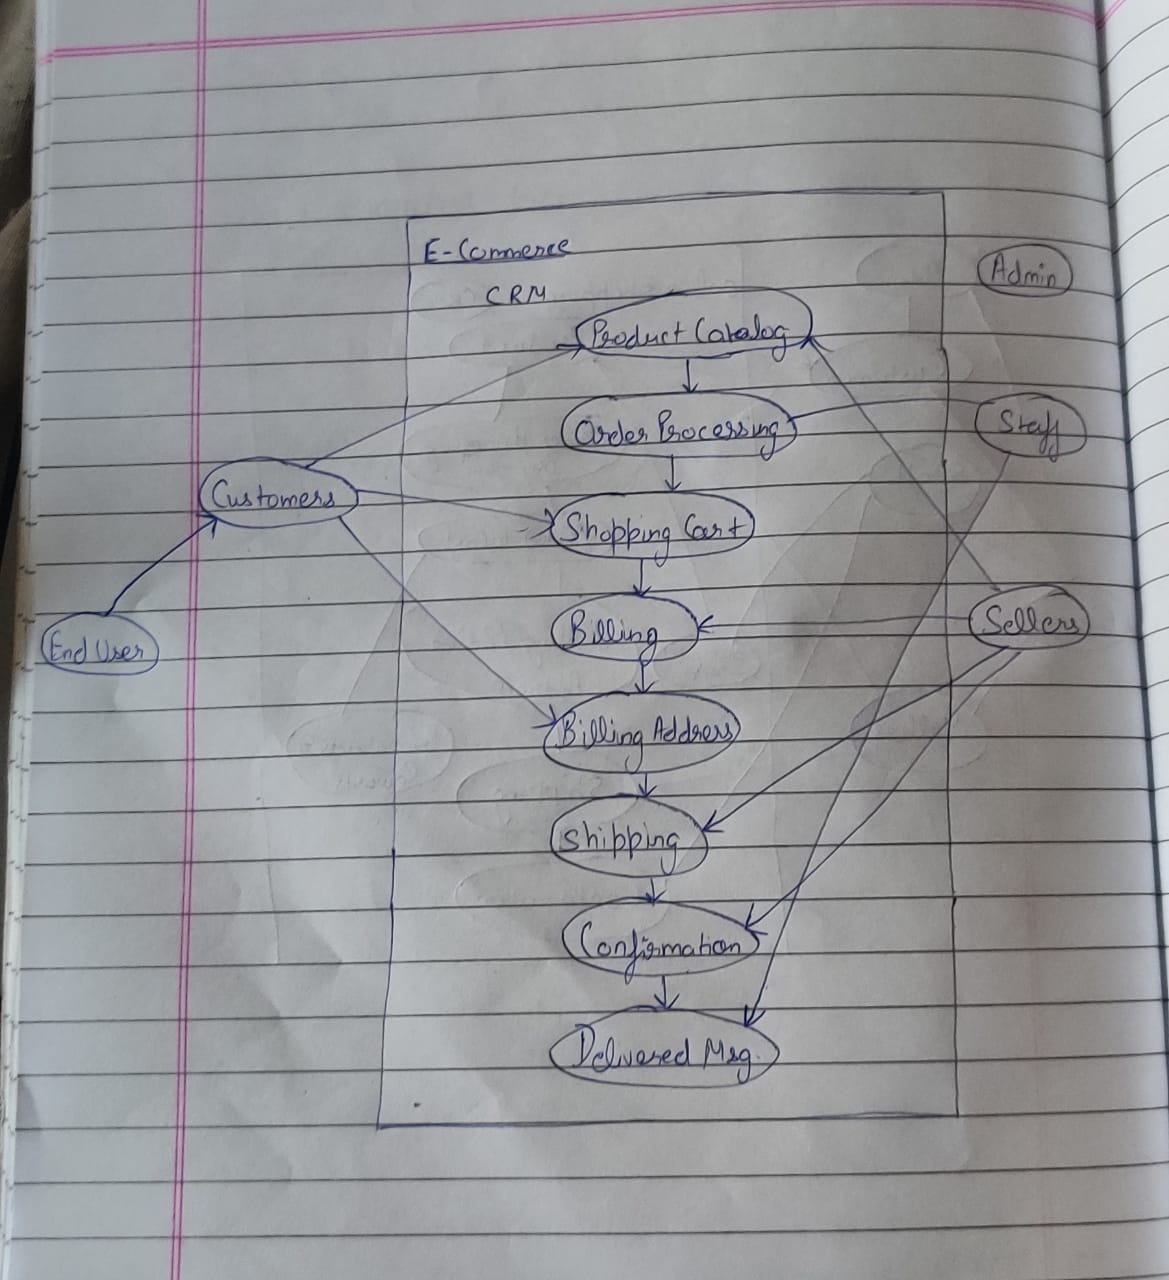 E-Commerce
CRM
Admin
Product Catalog
Order Processing
Staff
Customers
Shopping Cart
Billing
Sellers
End User
Billing Address
Shipping
Confirmation
Delivered Msg.